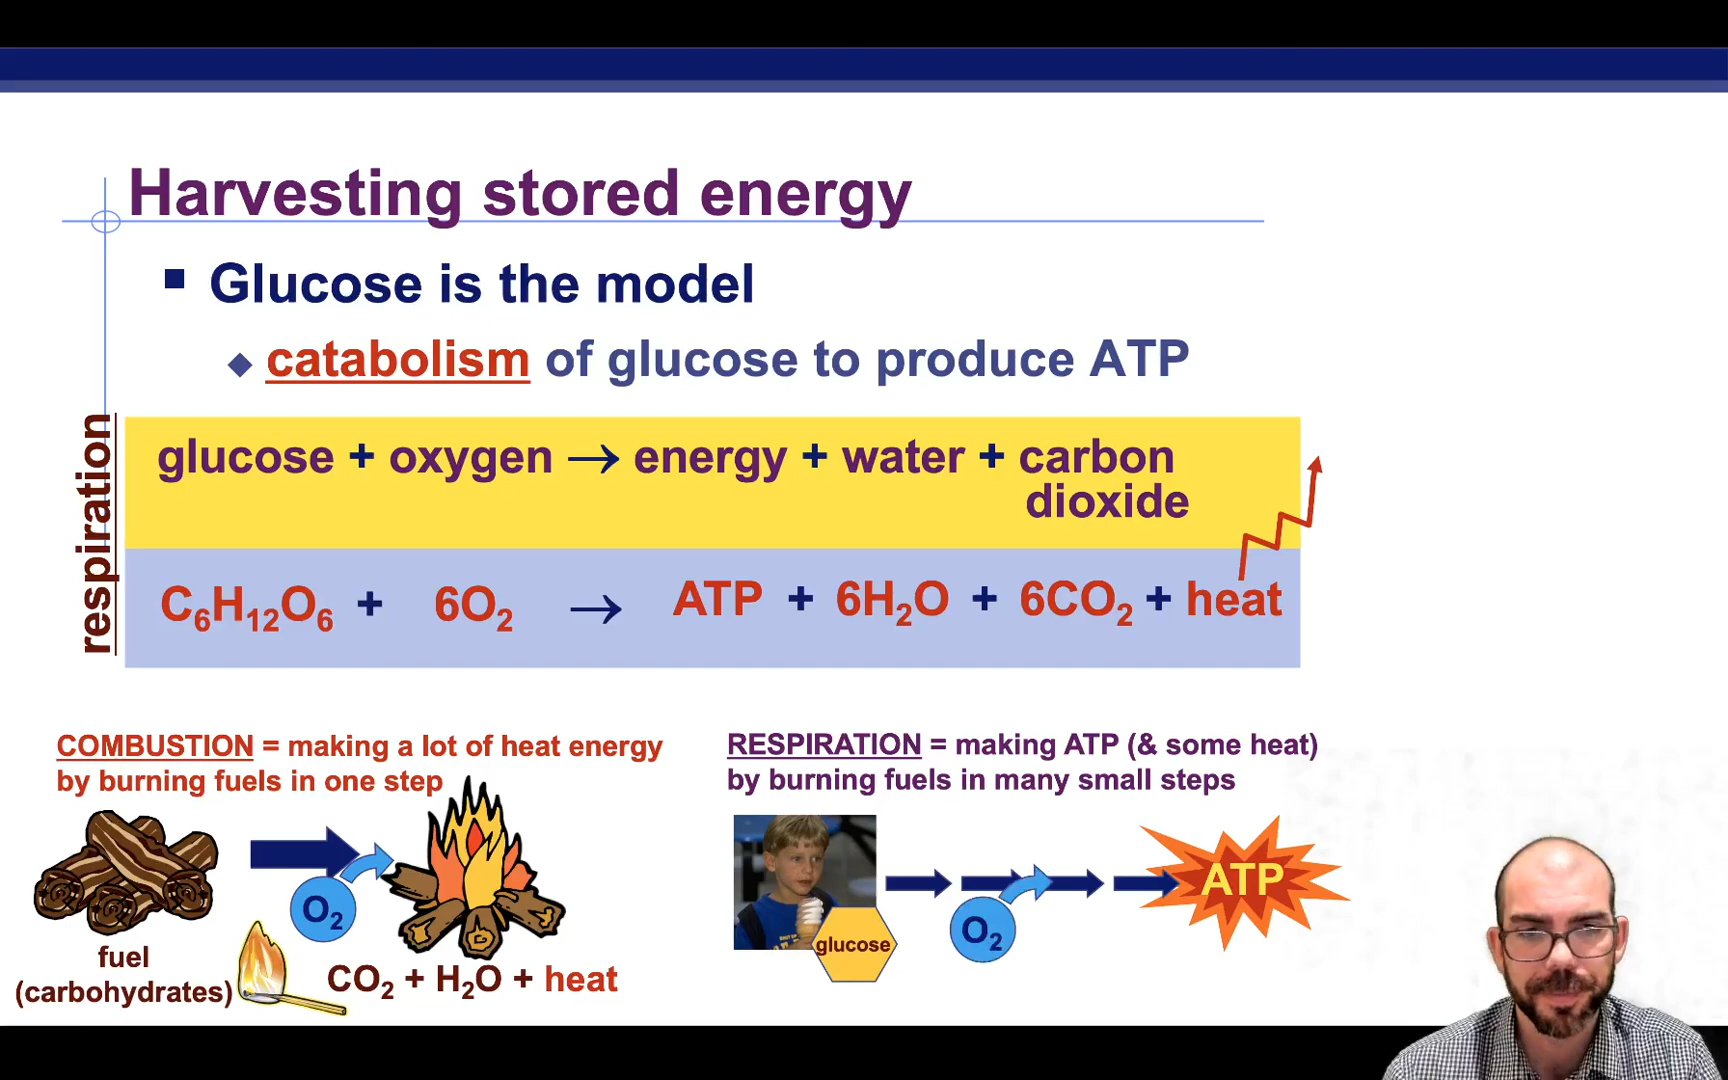 Harvesting stored energy
Glucose is the model
catabolism of glucose to produce ATP
respiration
glucose + oxygen → energy + water + carbon
dioxide
C₆H₁₂O₆ + 6O₂ → ATP + 6H₂O + 6CO₂ + heat
COMBUSTION = making a lot of heat energy
by burning fuels in one step
O₂
fuel
(carbohydrates)
CO₂ + H₂O + heat
RESPIRATION = making ATP (& some heat)
by burning fuels in many small steps
glucose
O₂
ATP